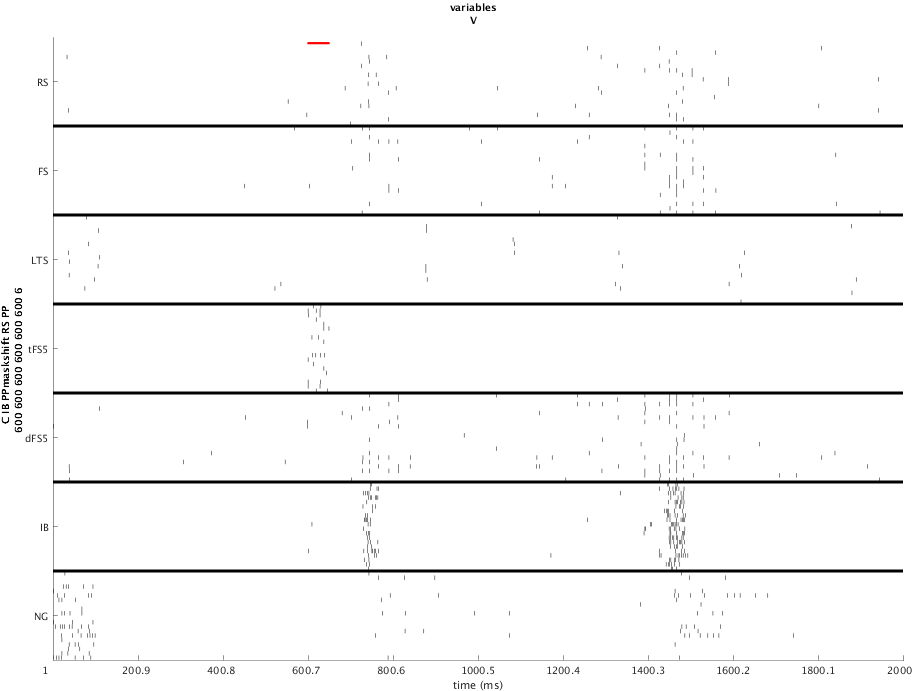 variables
V
C IB PPmaskshift RS PP
600 600 600 600 600 600 6
RS
FS
LTS
tFS5
dFS5
IB
NG
1 200.9 400.8 600.7 800.6 1000.5 1200.4 1400.3 1600.2 1800.1 2000
time (ms)